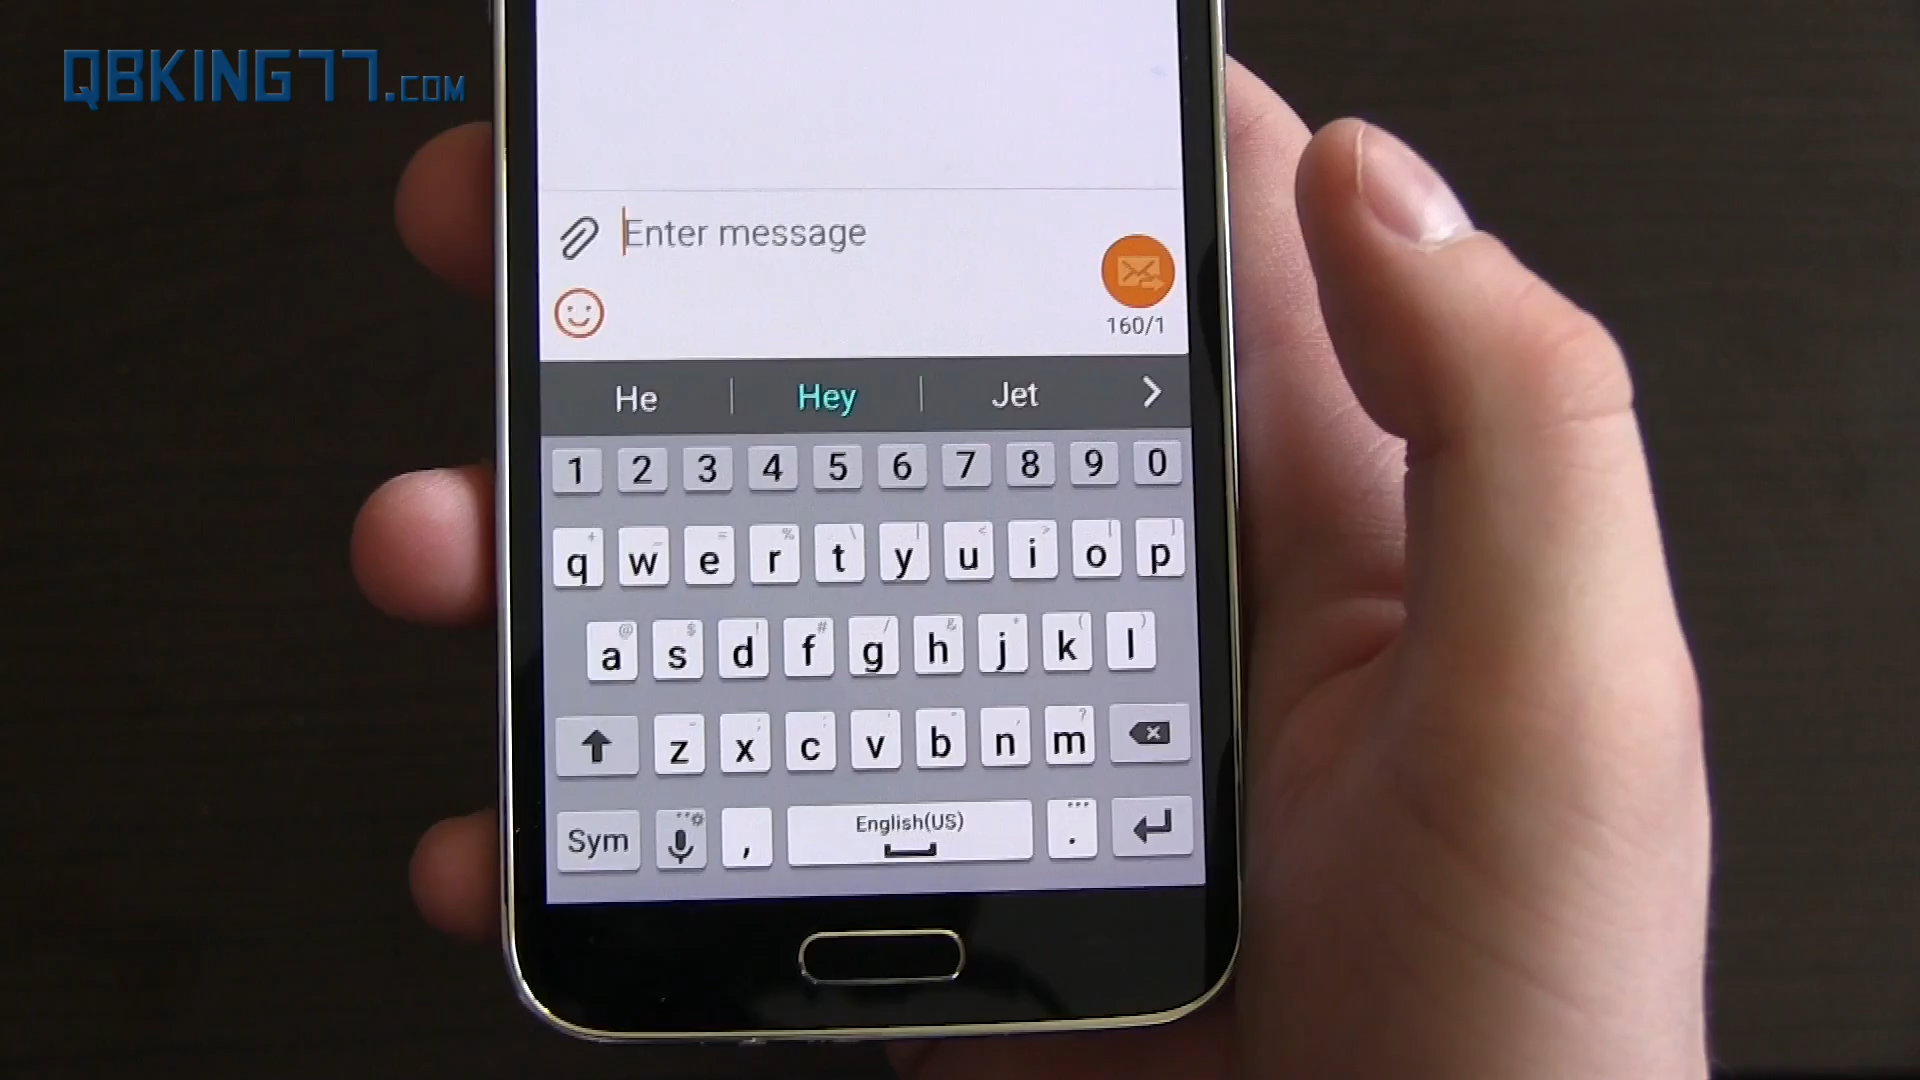 QBKING77.COM
Enter message
160/1
He Hey Jet
1 2 3 4 5 6 7 8 9 0
q w e r t y u i o p
a s d f g h j k l
z x c v b n m
Sym , English(US) .